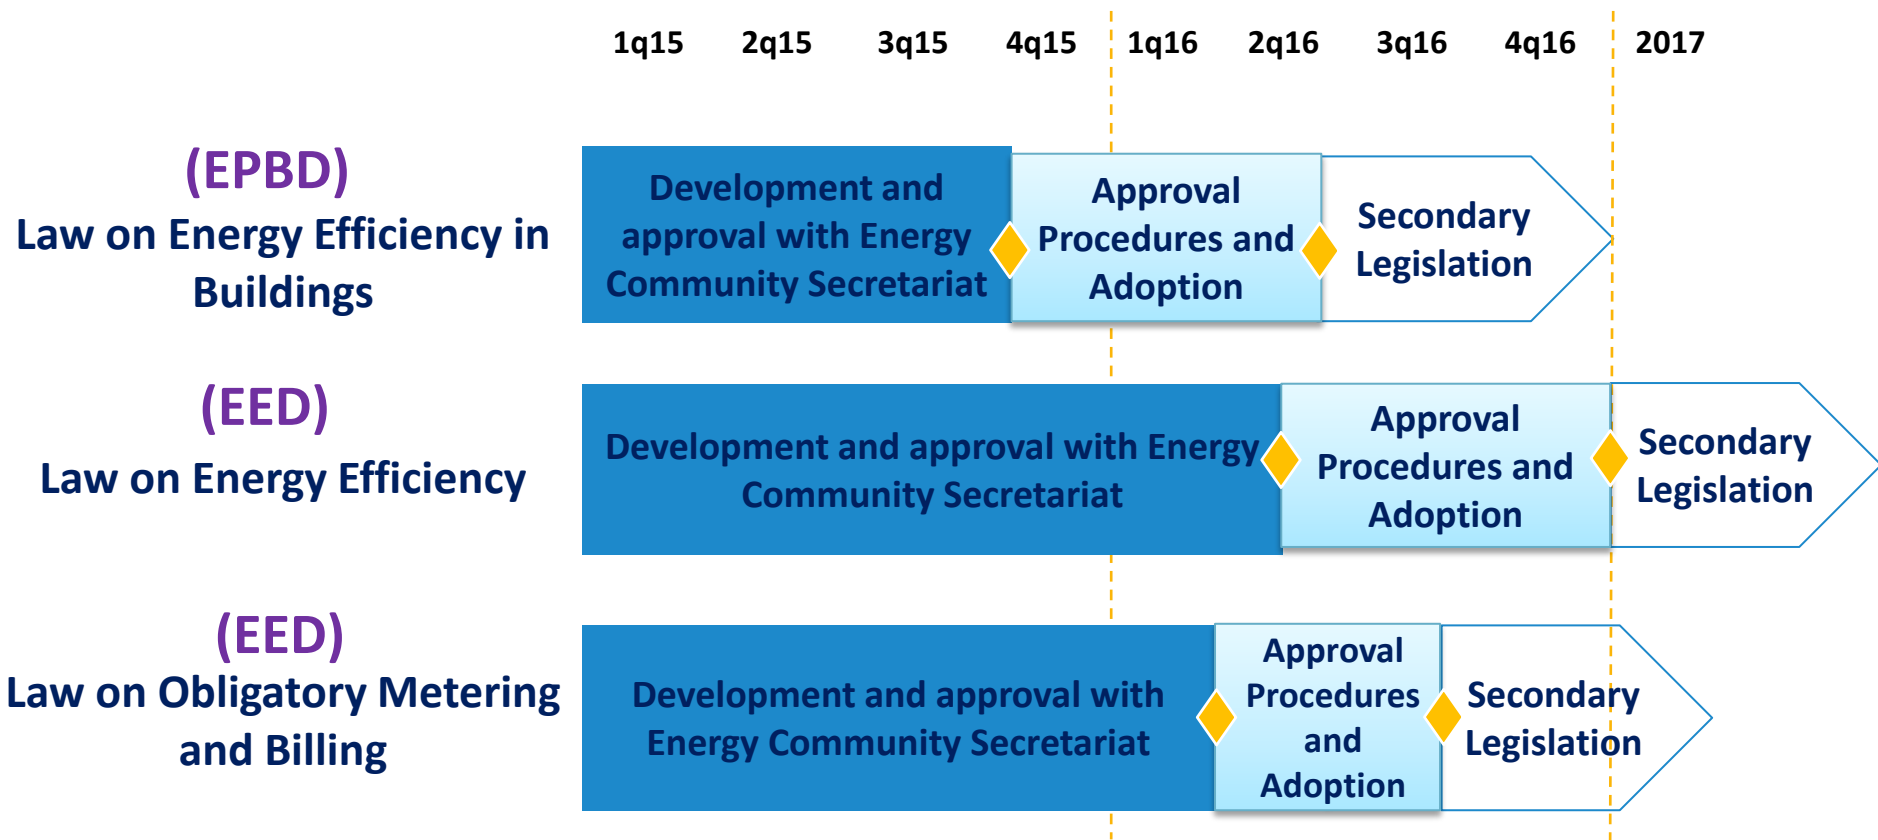 1q15 2q15 3q15 4q15 1q16 2q16 3q16 4q16 2017
(EPBD)
Law on Energy Efficiency in
Buildings
Development and
approval with Energy
Community Secretariat
Approval
Procedures and
Adoption
Secondary
Legislation
(EED)
Law on Energy Efficiency
Development and approval with Energy
Community Secretariat
Approval
Procedures and
Adoption
Secondary
Legislation
(EED)
Law on Obligatory Metering
and Billing
Development and approval with
Energy Community Secretariat
Approval
Procedures
and
Adoption
Secondary
Legislation